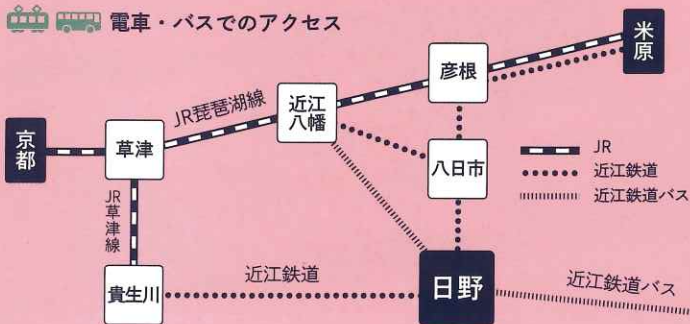 電車・バスでのアクセス
米原
彦根
JR琵琶湖線
近江
八幡
京都
草津
八日市
JR
近江鉄道
近江鉄道バス
JR草津線
貴生川
近江鉄道
日野
近江鉄道バス